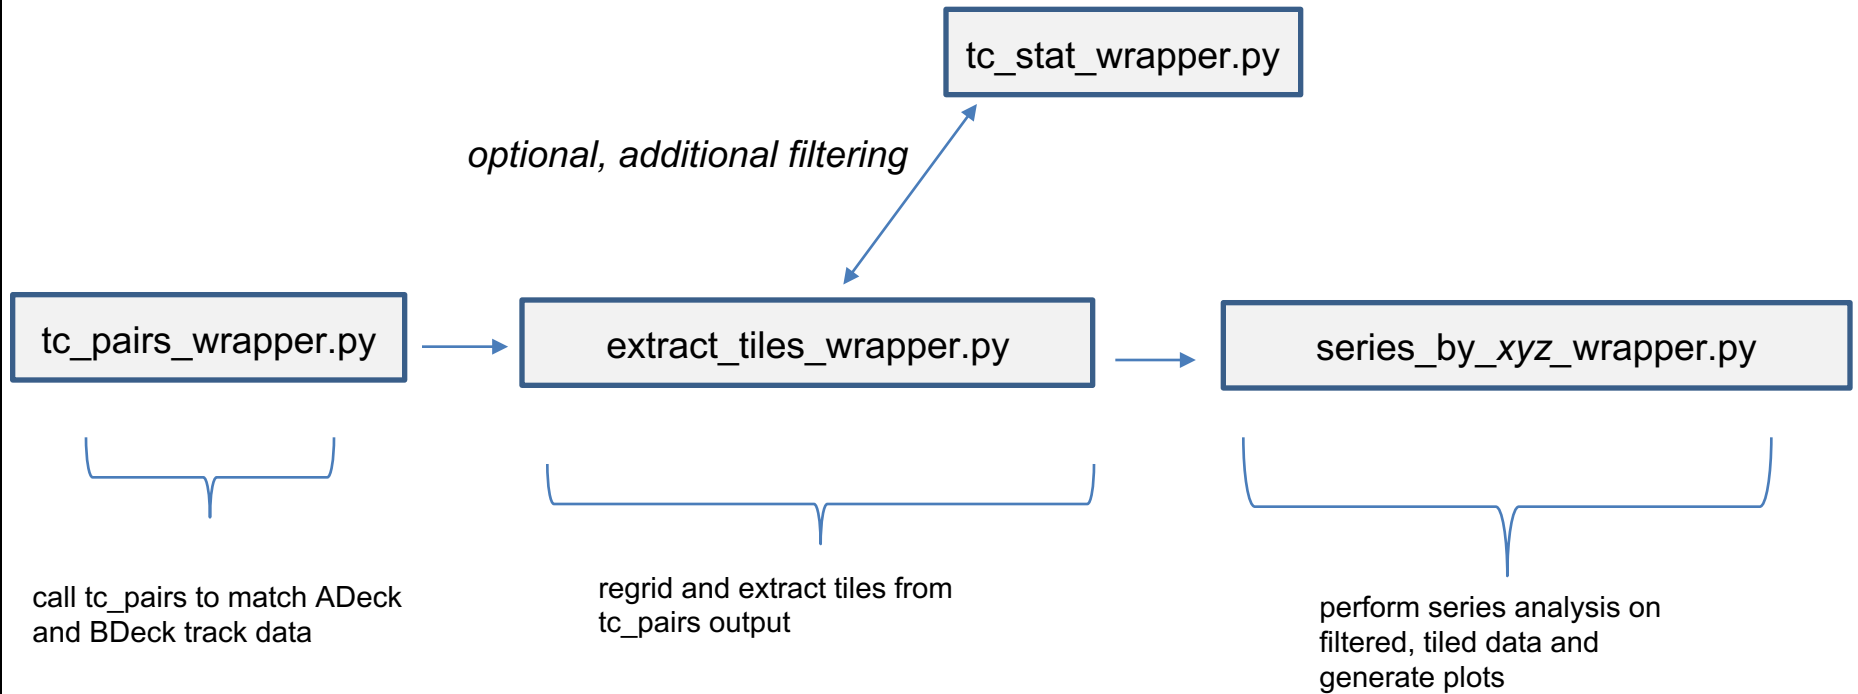 tc_stat_wrapper.py
optional, additional filtering
tc_pairs_wrapper.py
extract_tiles_wrapper.py
series_by_xyz_wrapper.py
call tc_pairs to match ADeck
and BDeck track data
regrid and extract tiles from
tc_pairs output
perform series analysis on
filtered, tiled data and
generate plots